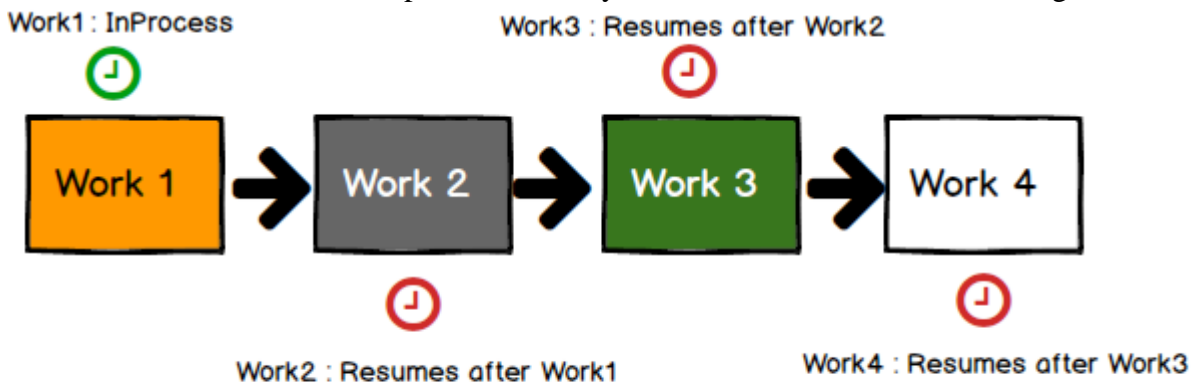 Work1 : InProcess
Work3 : Resumes after Work2
Work 1
Work 2
Work 3
Work 4
Work2 : Resumes after Work1
Work4 : Resumes after Work3